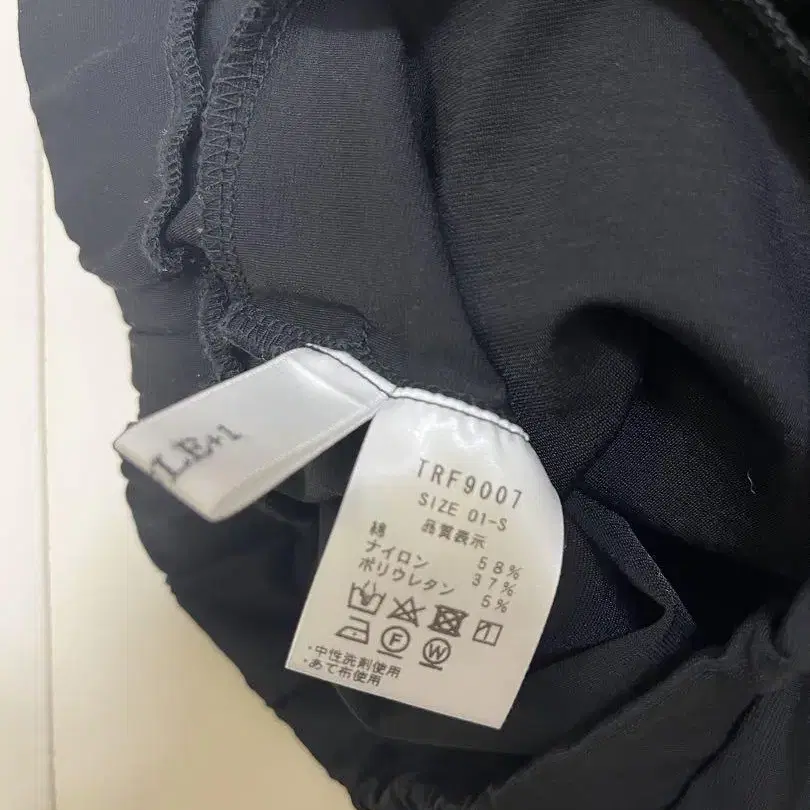 LE+1
TRF9007
SIZE 01-S
品質表示
綿 58%
ナイロン 37%
ポリウレタン 5%
F W
・中性洗剤使用
・あて布使用